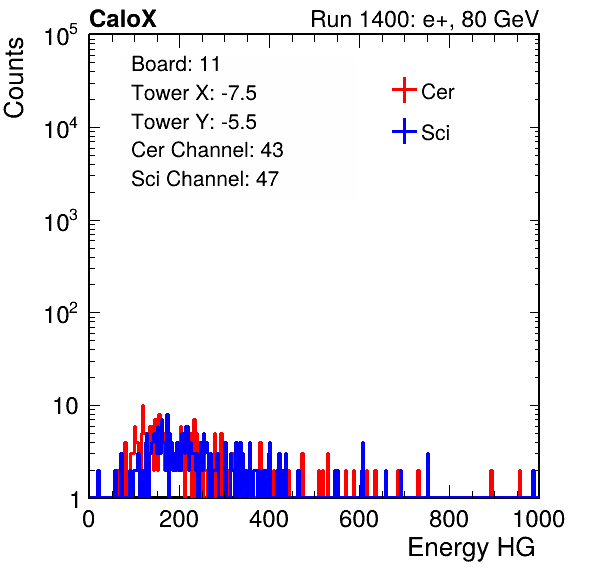 CaloX Run 1400: e+, 80 GeV
Counts
10^5
10^4
10^3
10^2
10
1
Board: 11
Tower X: -7.5
Tower Y: -5.5
Cer Channel: 43
Sci Channel: 47
Cer
Sci
0 200 400 600 800 1000
Energy HG